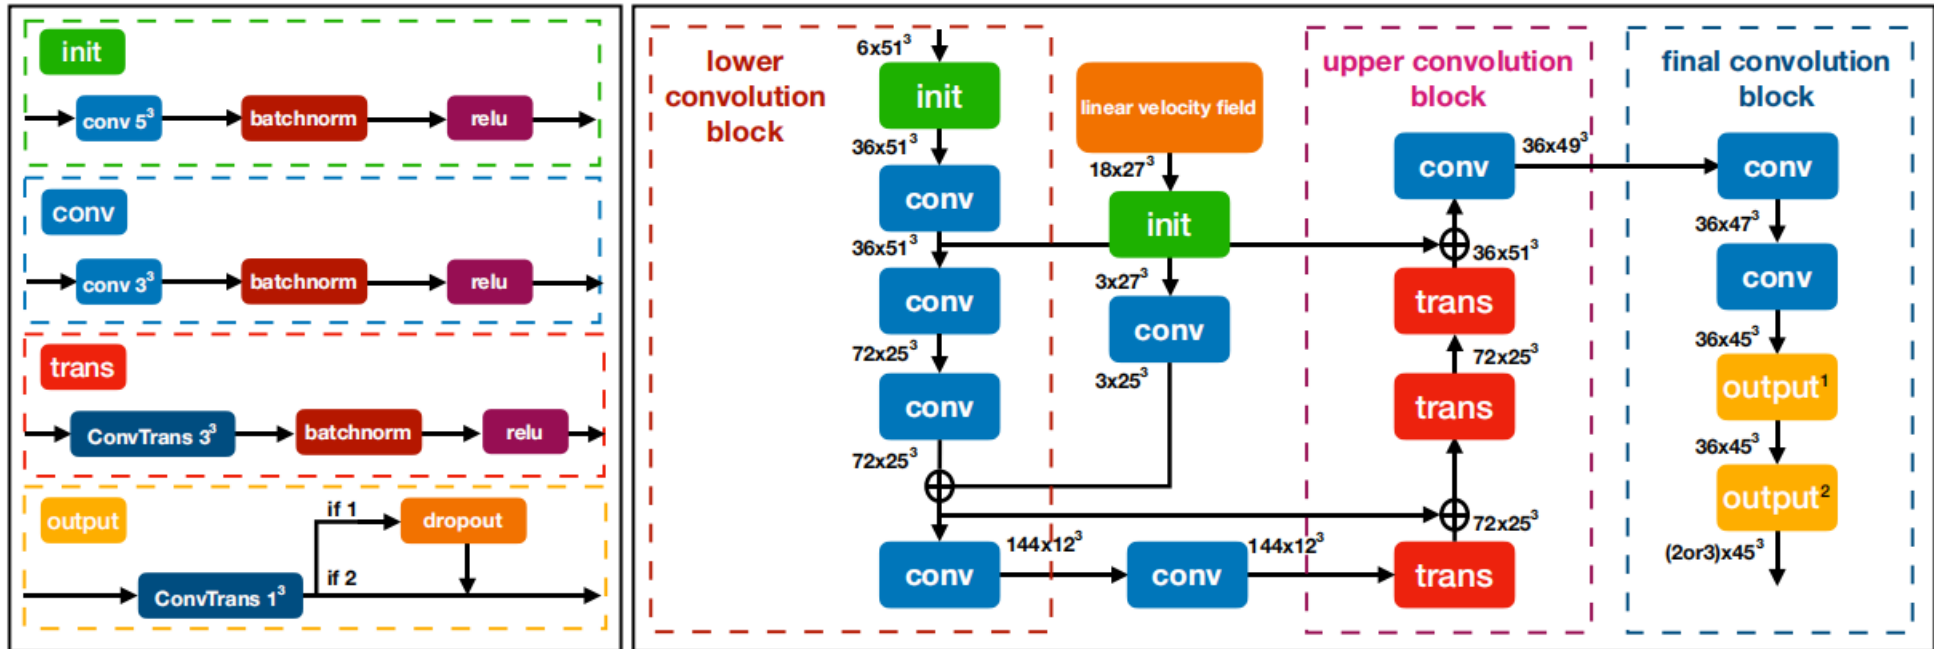 init
conv 5³
batchnorm
relu
conv
conv 3³
batchnorm
relu
trans
ConvTrans 3³
batchnorm
relu
output
if 1
dropout
if 2
ConvTrans 1³
lower
convolution
block
6x51³
init
36x51³
conv
36x51³
conv
72x25³
conv
72x25³
conv
144x12³
conv
144x12³
linear velocity field
18x27³
init
3x27³
conv
3x25³
upper convolution
block
conv
36x49³
36x51³
trans
72x25³
trans
72x25³
trans
final convolution
block
conv
36x47³
conv
36x45³
output¹
36x45³
output²
(2or3)x45³